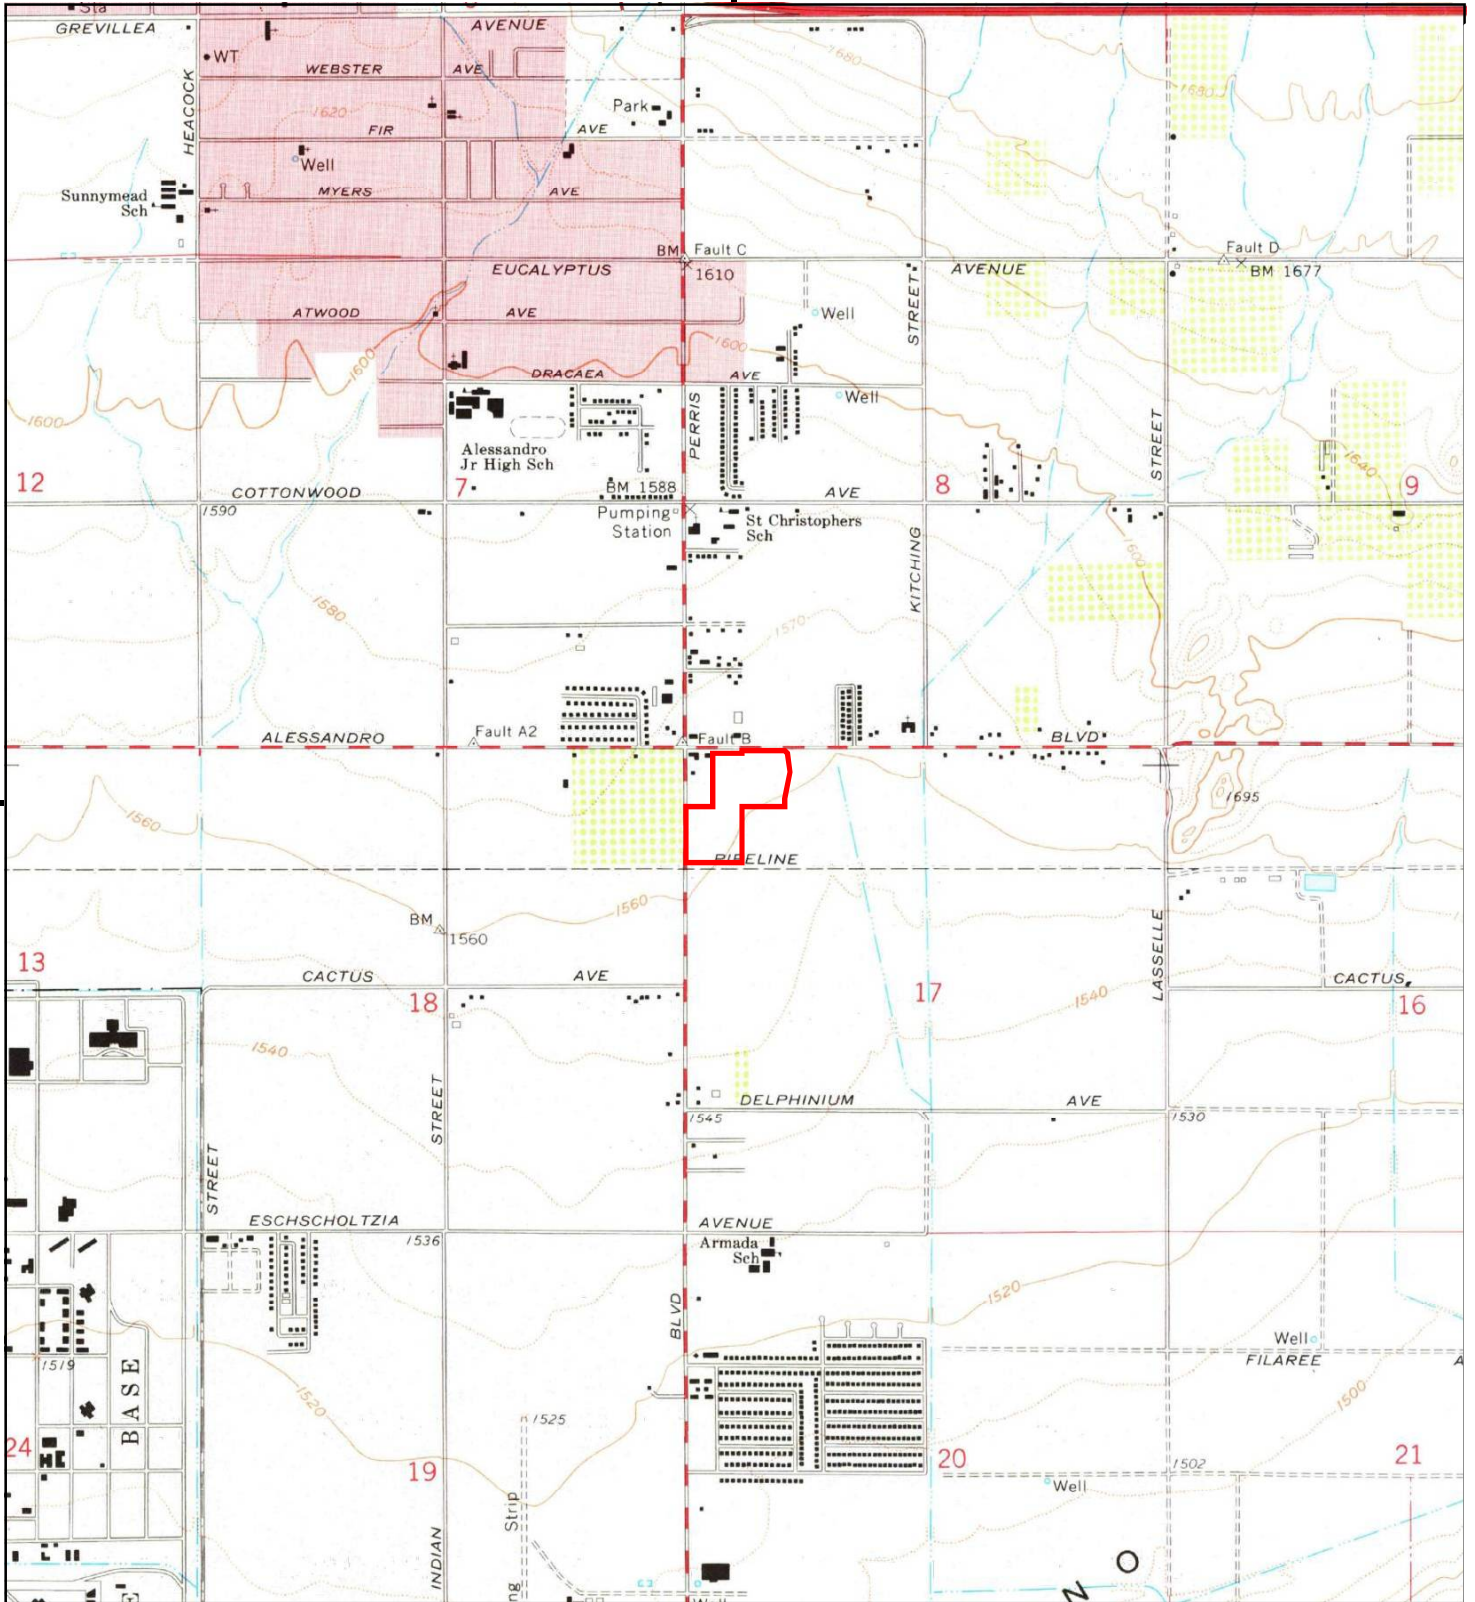 Sta
GREVILLEA
AVENUE
1680
WT
WEBSTER
AVE
1680
HEACOCK
1620
Park
FIR
AVE
Well
MYERS
AVE
Sunnymead
Sch
BM
Fault C
Fault D
EUCALYPTUS
1610
AVENUE
BM 1677
ATWOOD
AVE
Well
STREET
1600
1600
DRACAEA
AVE
Well
PERRIS
1600
STREET
Alessandro
Jr High Sch
1640
12
7
BM 1588
8
9
COTTONWOOD
AVE
1590
Pumping
Station
St Christophers
Sch
1600
KITCHING
1580
1570
ALESSANDRO
Fault A2
Fault B
BLVD
1695
1560
PIPELINE
1560
BM
1560
LASSELLE
13
CACTUS
AVE
CACTUS
18
17
1540
16
1540
DELPHINIUM
AVE
STREET
1545
1530
STREET
ESCHSCHOLTZIA
AVENUE
1536
Armada
Sch
1520
BLVD
Well
1519
FILAREE
A
BASE
1520
1500
1525
24
19
20
1502
21
Well
Strip
INDIAN
N O
ng
E
Well